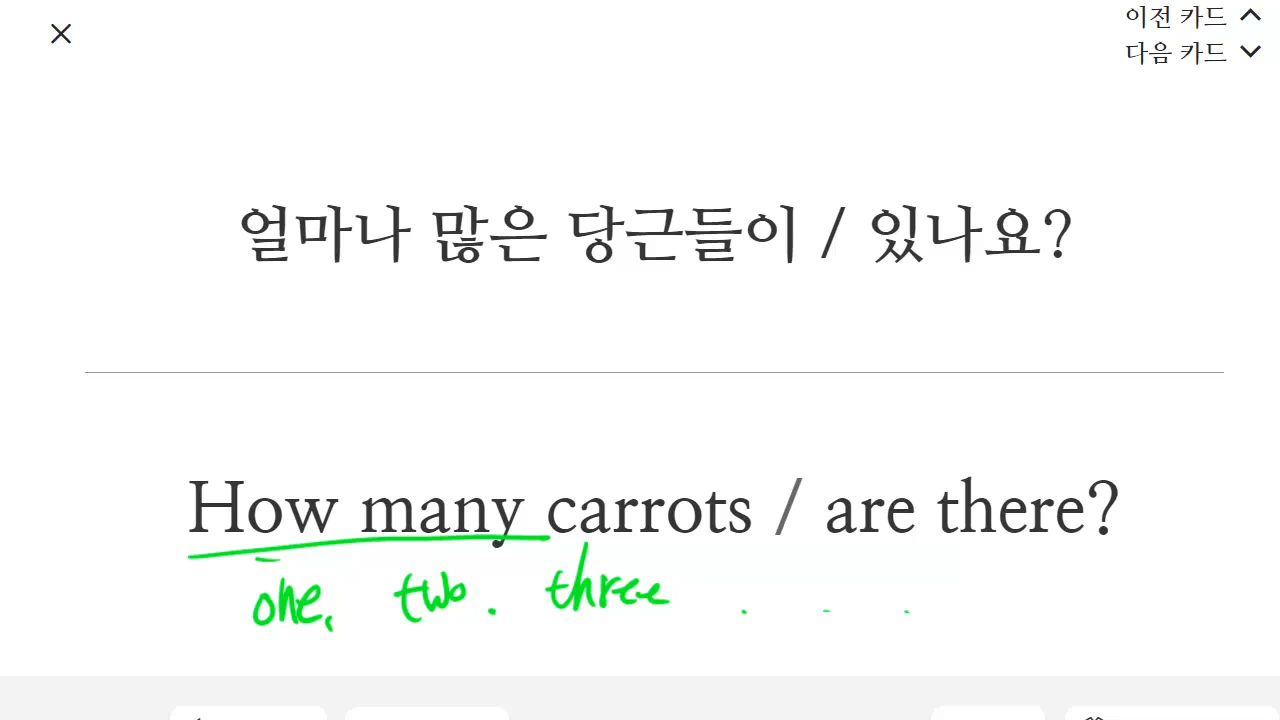 이전 카드
다음 카드
얼마나 많은 당근들이 / 있나요?
How many carrots / are there?
one, two. three . . .